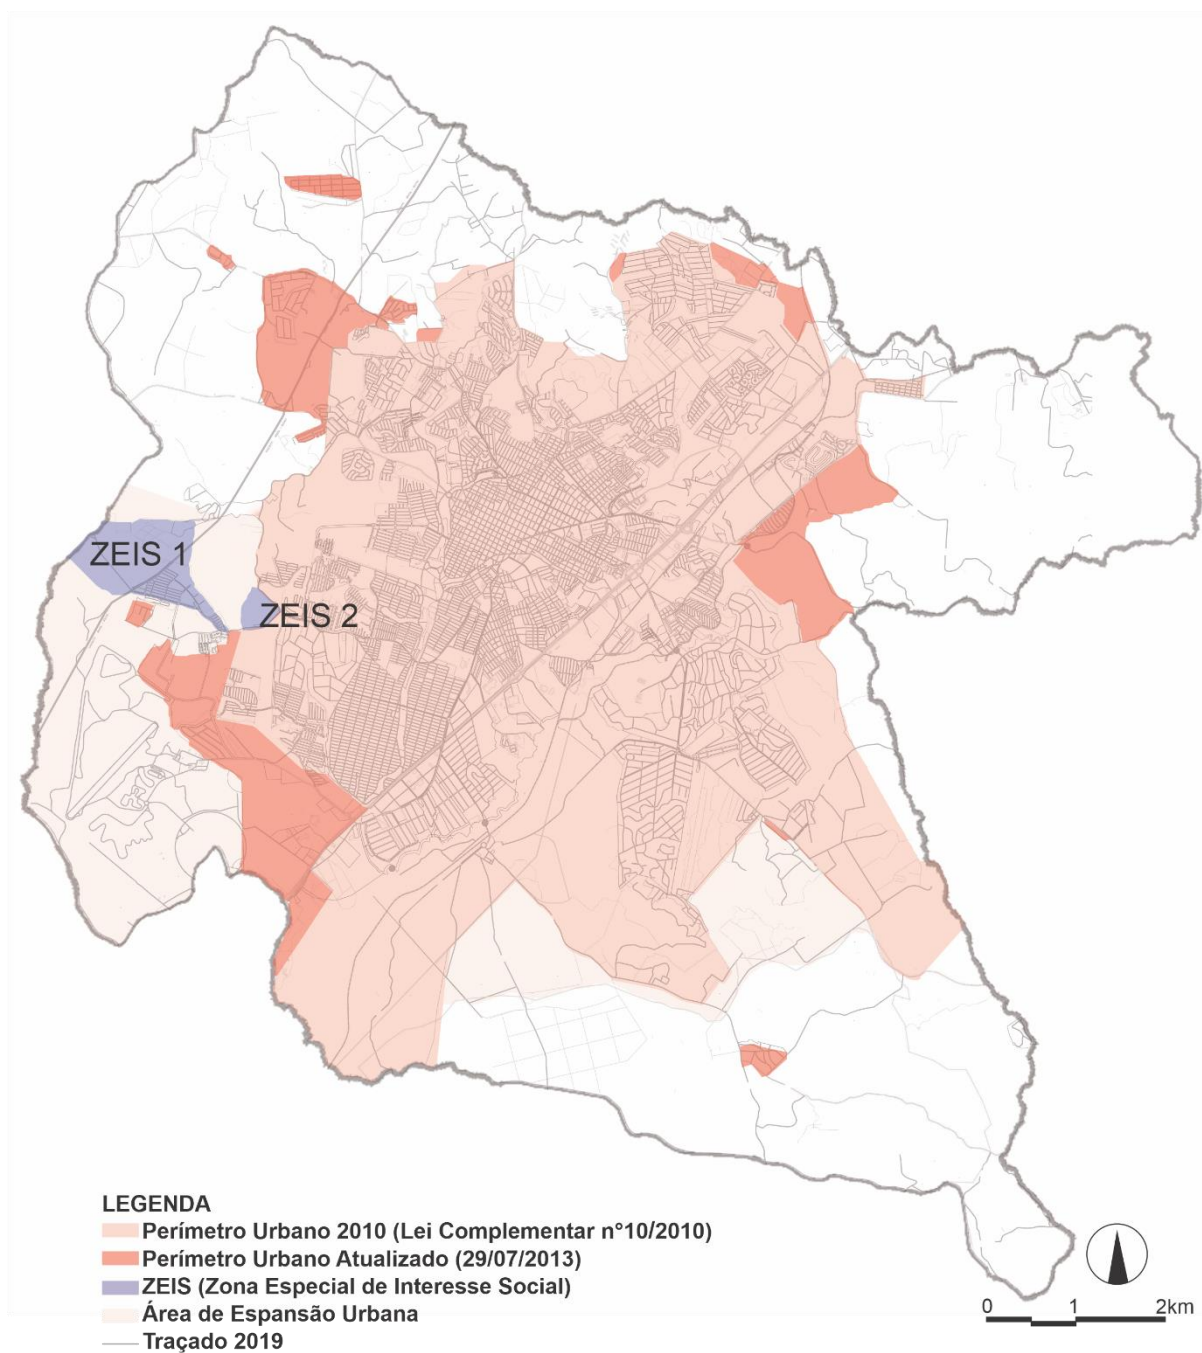 ZEIS 1
ZEIS 2
LEGENDA
Perímetro Urbano 2010 (Lei Complementar n°10/2010)
Perímetro Urbano Atualizado (29/07/2013)
ZEIS (Zona Especial de Interesse Social)
Área de Espansão Urbana
Traçado 2019
0 1 2km